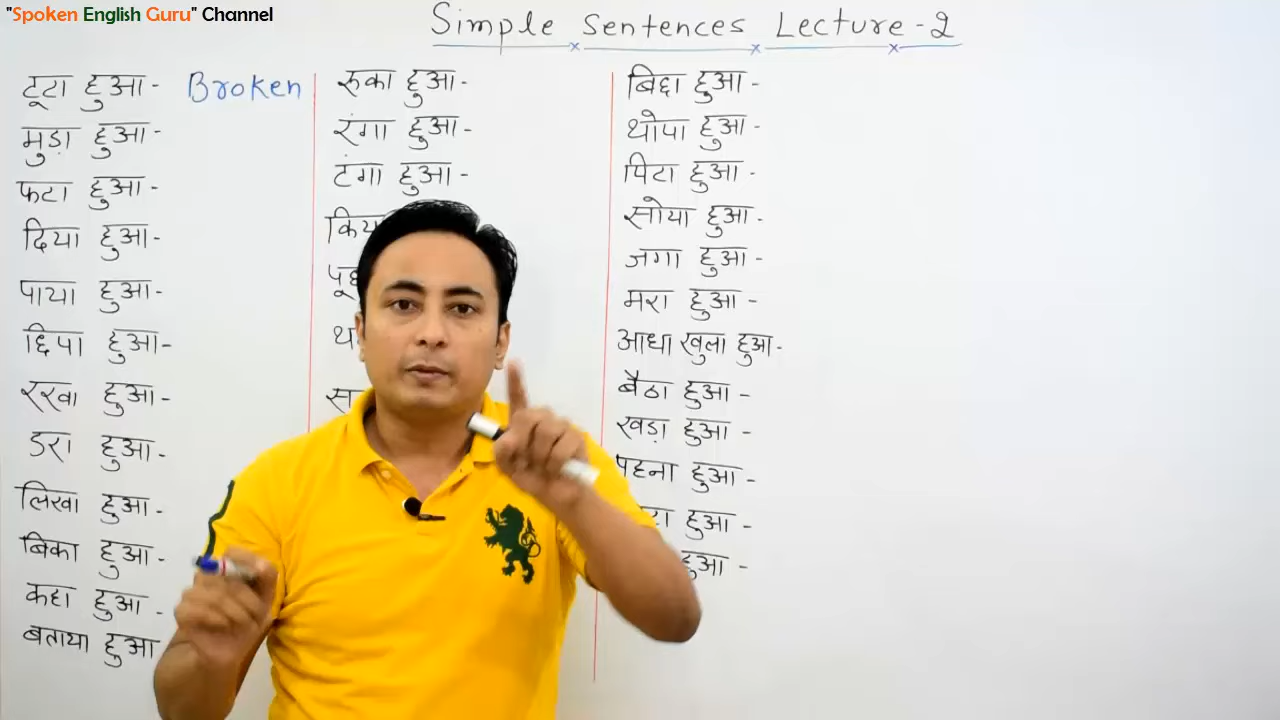 "Spoken English Guru" Channel
Simple Sentences Lecture-2
टूटा हुआ - Broken
मुड़ा हुआ -
फटा हुआ -
दिया हुआ -
पाया हुआ -
छिपा हुआ -
रखा हुआ -
डरा हुआ -
लिखा हुआ -
बिका हुआ -
कहा हुआ -
बताया हुआ
रुका हुआ -
रंगा हुआ -
टंगा हुआ -
बिछा हुआ -
थोपा हुआ -
पिटा हुआ -
सोया हुआ -
जगा हुआ -
मरा हुआ -
आधा खुला हुआ -
बैठा हुआ -
खड़ा हुआ -
पहना हुआ -
हुआ -
हुआ -